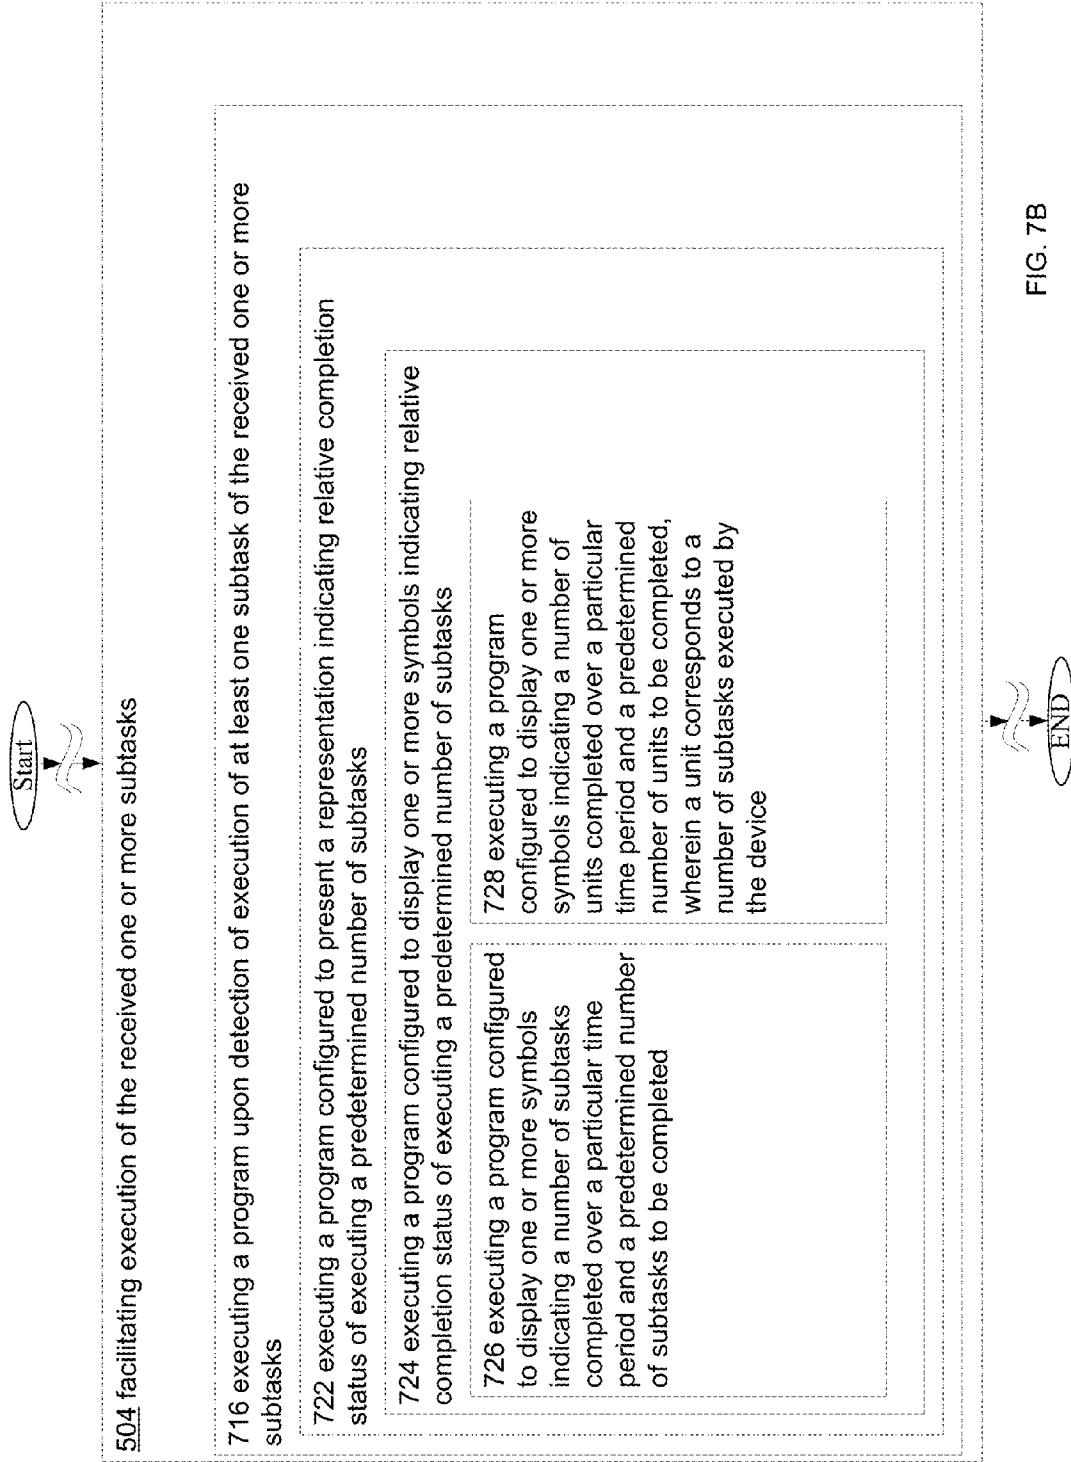 Start
504 facilitating execution of the received one or more subtasks
716 executing a program upon detection of execution of at least one subtask of the received one or more
subtasks
722 executing a program configured to present a representation indicating relative completion
status of executing a predetermined number of subtasks
724 executing a program configured to display one or more symbols indicating relative
completion status of executing a predetermined number of subtasks
726 executing a program configured
to display one or more symbols
indicating a number of subtasks
completed over a particular time
period and a predetermined number
of subtasks to be completed
728 executing a program
configured to display one or more
symbols indicating a number of
units completed over a particular
time period and a predetermined
number of units to be completed,
wherein a unit corresponds to a
number of subtasks executed by
the device
END
FIG. 7B